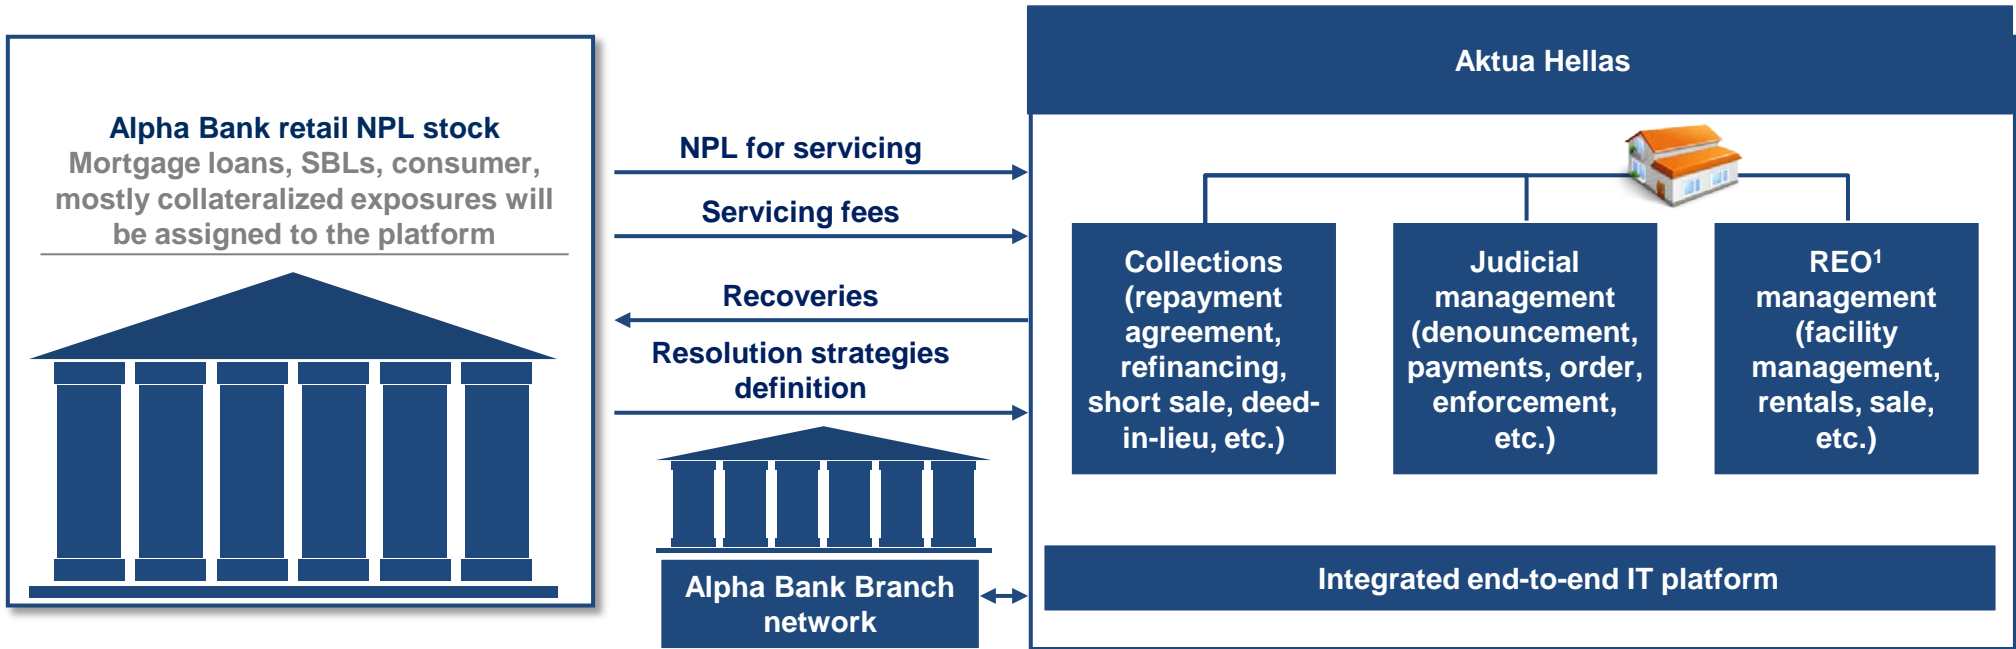 Alpha Bank retail NPL stock
Mortgage loans, SBLs, consumer,
mostly collateralized exposures will
be assigned to the platform
NPL for servicing
Servicing fees
Recoveries
Resolution strategies
definition
Alpha Bank Branch
network
Aktua Hellas
Collections
(repayment
agreement,
refinancing,
short sale, deed-
in-lieu, etc.)
Judicial
management
(denouncement,
payments, order,
enforcement,
etc.)
REO¹
management
(facility
management,
rentals, sale,
etc.)
Integrated end-to-end IT platform